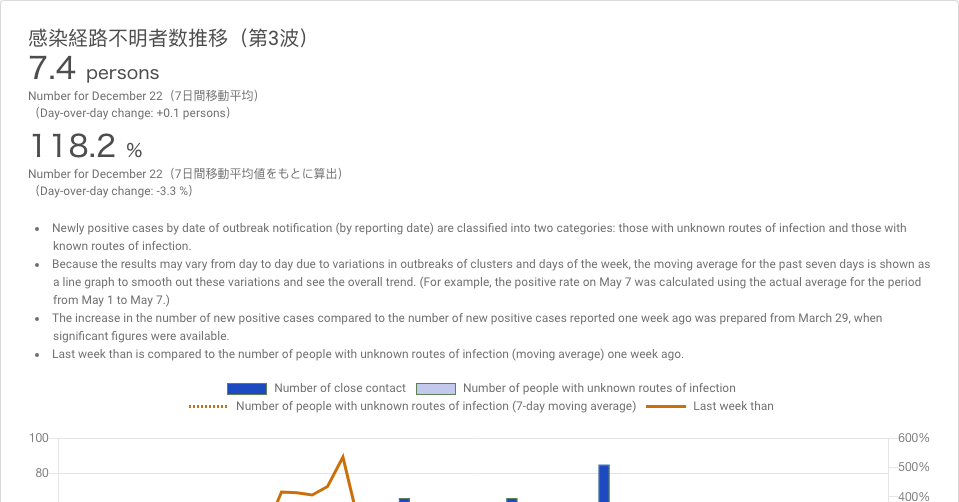 感染経路不明者数推移（第3波）
7.4 persons
Number for December 22（7日間移動平均）
（Day-over-day change: +0.1 persons）
118.2 %
Number for December 22（7日間移動平均値をもとに算出）
（Day-over-day change: -3.3 %）
Newly positive cases by date of outbreak notification (by reporting date) are classified into two categories: those with unknown routes of infection and those with
known routes of infection.
Because the results may vary from day to day due to variations in outbreaks of clusters and days of the week, the moving average for the past seven days is shown as
a line graph to smooth out these variations and see the overall trend. (For example, the positive rate on May 7 was calculated using the actual average for the period
from May 1 to May 7.)
The increase in the number of new positive cases compared to the number of new positive cases reported one week ago was prepared from March 29, when
significant figures were available.
Last week than is compared to the number of people with unknown routes of infection (moving average) one week ago.
Number of close contact Number of people with unknown routes of infection
Number of people with unknown routes of infection (7-day moving average) Last week than
100 600%
500%
80
400%